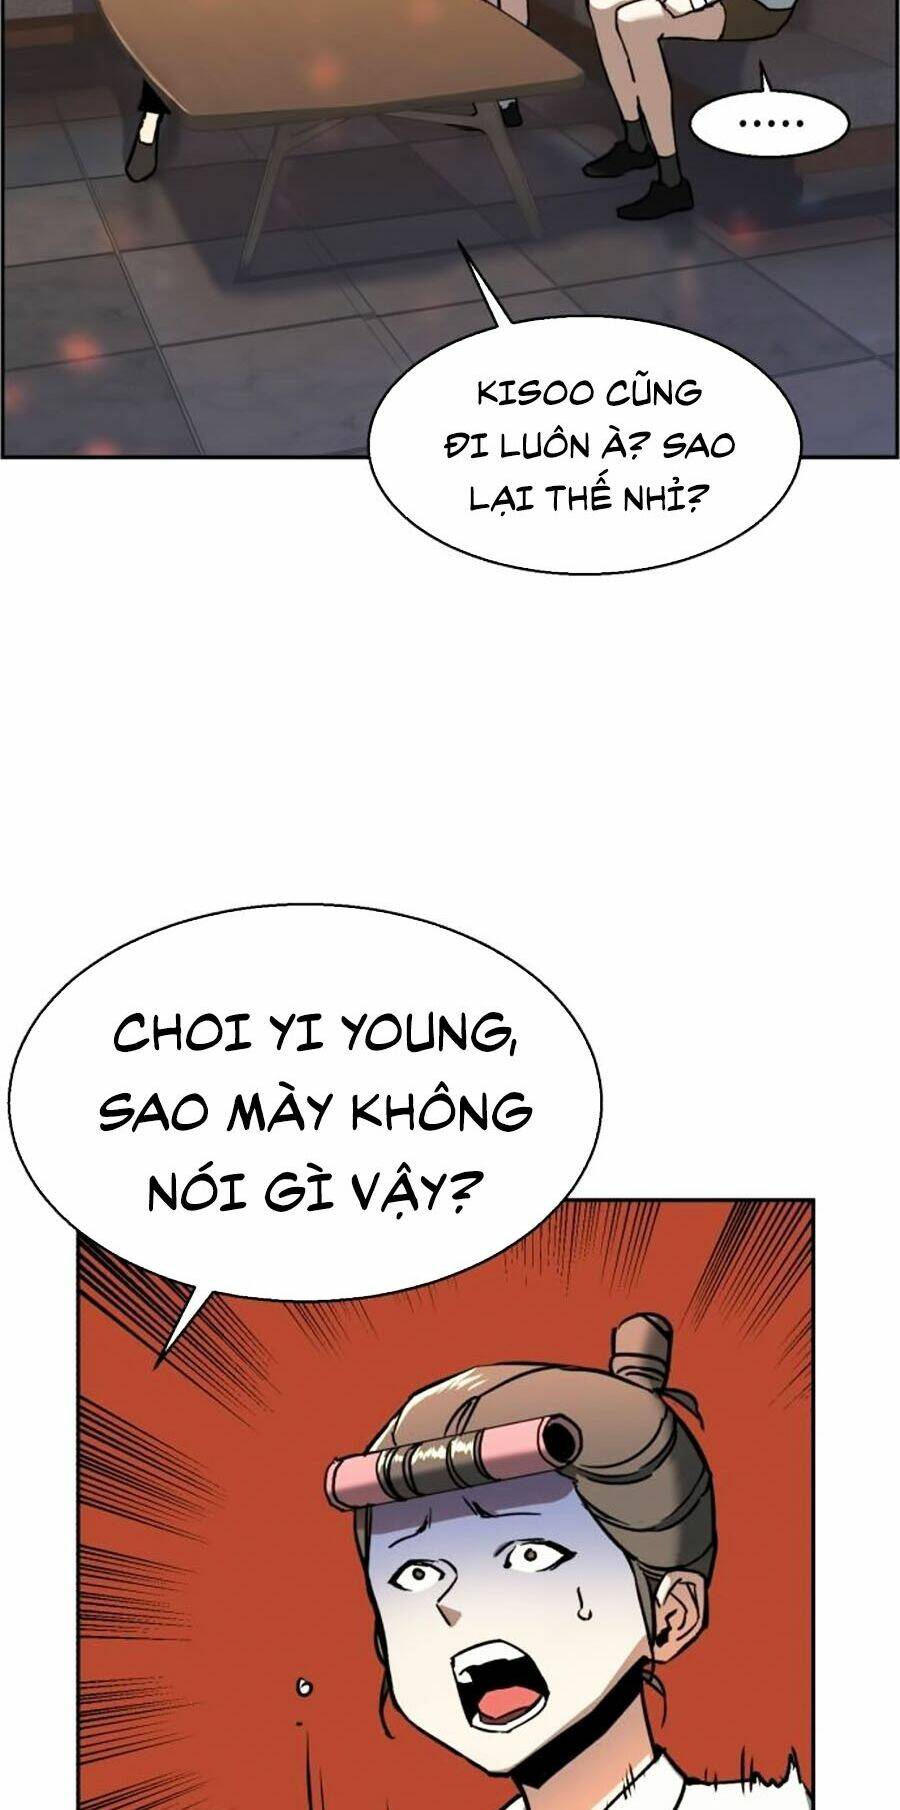 .....
KISOO CŨNG
ĐI LUÔN À? SAO
LẠI THẾ NHỈ?
CHOI YI YOUNG,
SAO MÀY KHÔNG
NÓI GÌ VẬY?